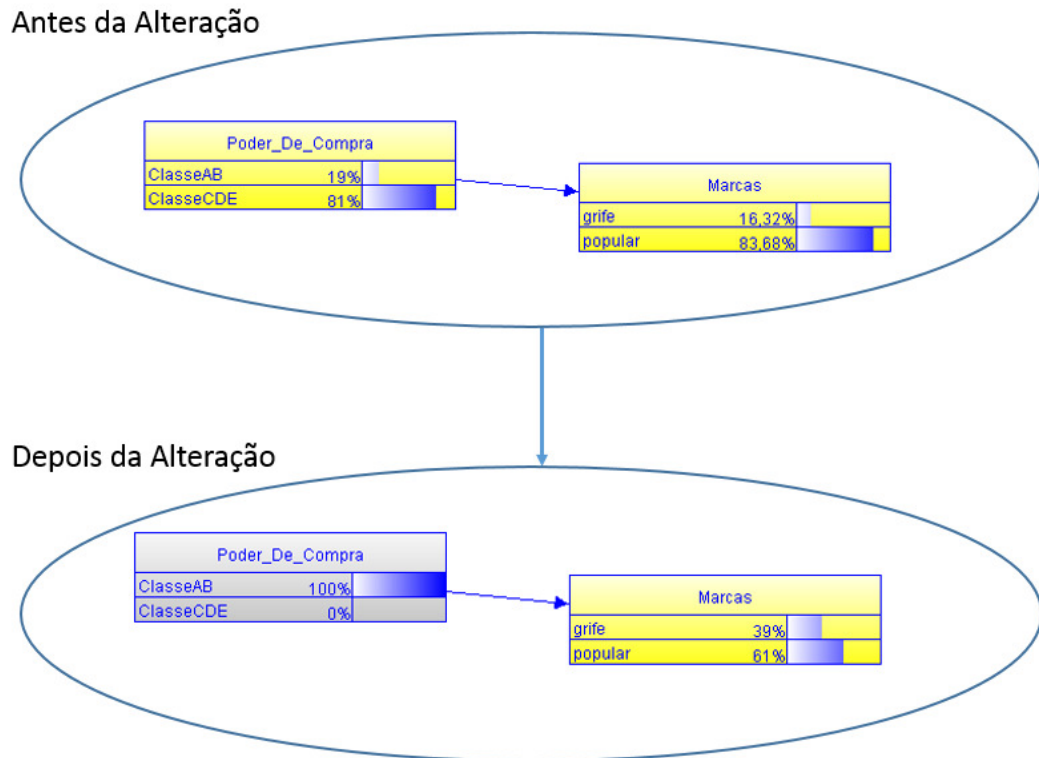 Antes da Alteração
Poder_De_Compra
ClasseAB 19%
ClasseCDE 81%
Marcas
grife 16,32%
popular 83,68%
Depois da Alteração
Poder_De_Compra
ClasseAB 100%
ClasseCDE 0%
Marcas
grife 39%
popular 61%